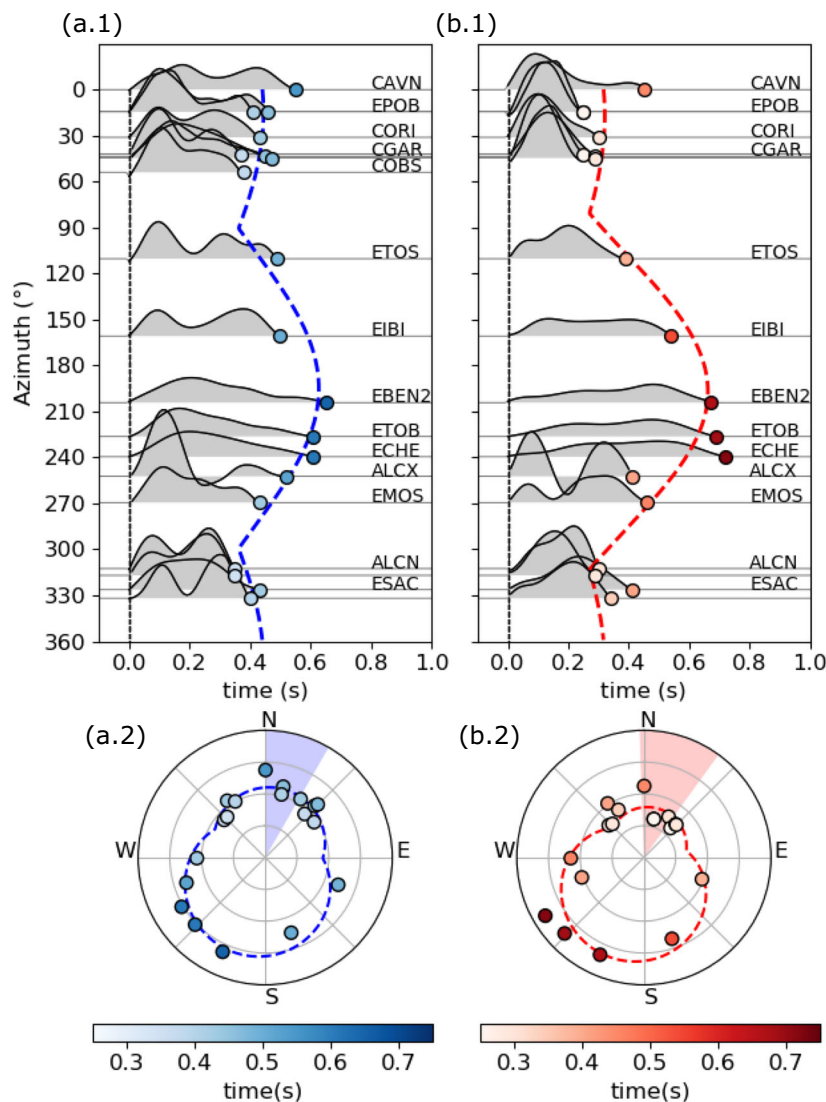 (a.1)
(b.1)
0
30
60
90
120
150
180
210
240
270
300
330
360
Azimuth (°)
CAVN
EPOB
CORI
CGAR
COBS
ETOS
EIBI
EBEN2
ETOB
ECHE
ALCX
EMOS
ALCN
ESAC
0.0 0.2 0.4 0.6 0.8 1.0
time (s)
CAVN
EPOB
CORI
CGAR
ETOS
EIBI
EBEN2
ETOB
ECHE
ALCX
EMOS
ALCN
ESAC
0.0 0.2 0.4 0.6 0.8 1.0
time (s)
(a.2)
N
W
E
S
(b.2)
N
W
E
S
0.3 0.4 0.5 0.6 0.7
time(s)
0.3 0.4 0.5 0.6 0.7
time(s)